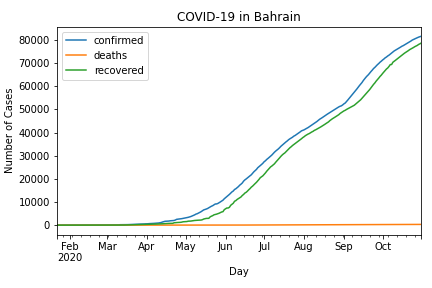 COVID-19 in Bahrain
confirmed
deaths
recovered
Number of Cases
80000
70000
60000
50000
40000
30000
20000
10000
0
Feb Mar Apr May Jun Jul Aug Sep Oct
2020
Day